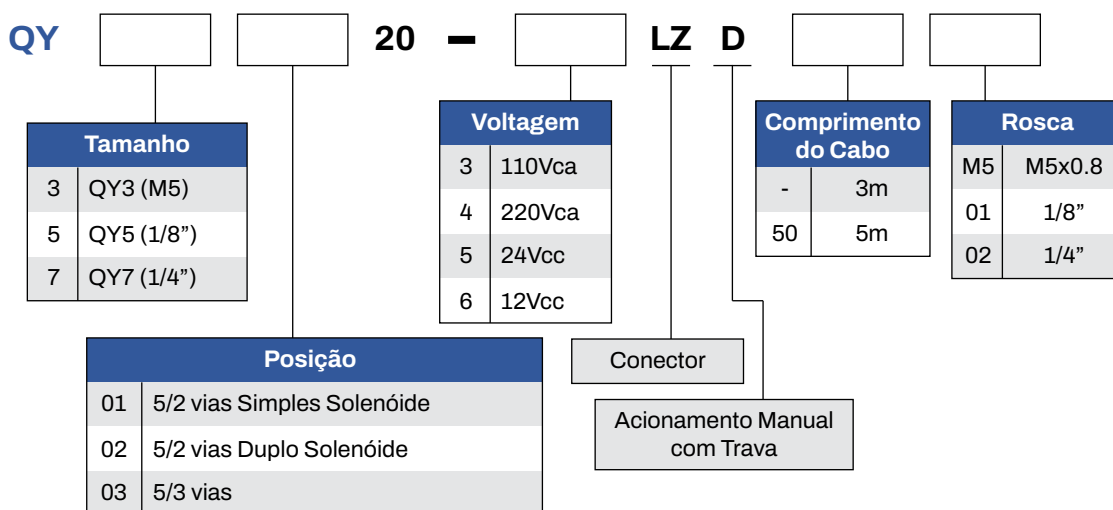 QY 20 - LZ D
Tamanho
3 QY3 (M5)
5 QY5 (1/8”)
7 QY7 (1/4”)
Voltagem
3 110Vca
4 220Vca
5 24Vcc
6 12Vcc
Comprimento
do Cabo
- 3m
50 5m
Rosca
M5 M5x0.8
01 1/8”
02 1/4”
Posição
01 5/2 vias Simples Solenóide
02 5/2 vias Duplo Solenóide
03 5/3 vias
Conector
Acionamento Manual
com Trava